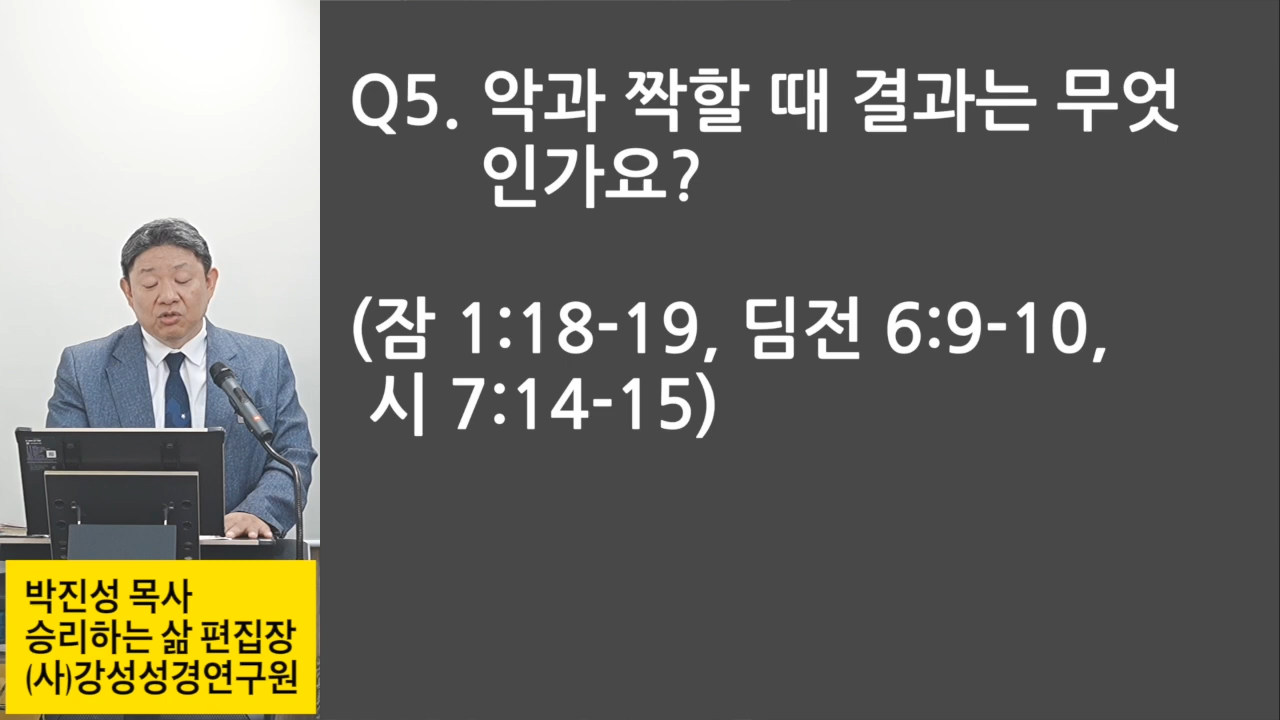 Q5. 악과 짝할 때 결과는 무엇
인가요?
(잠 1:18-19, 딤전 6:9-10,
시 7:14-15)
박진성 목사
승리하는 삶 편집장
(사)강성성경연구원